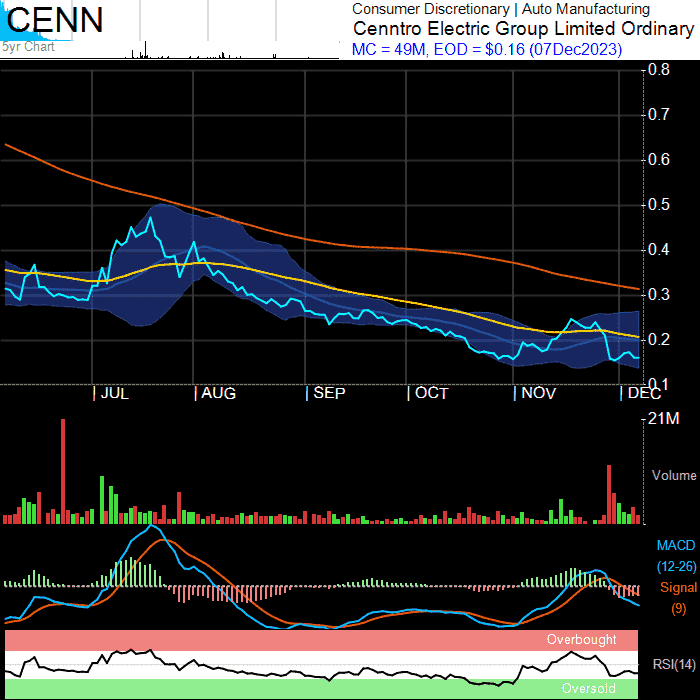 CENN
Consumer Discretionary | Auto Manufacturing
Cenntro Electric Group Limited Ordinary
5yr Chart
MC = 49M, EOD = $0.16 (07Dec2023)
0.8
0.7
0.6
0.5
0.4
0.3
0.2
0.1
JUL AUG SEP OCT NOV DEC
21M
Volume
MACD
(12-26)
Signal
(9)
Overbought
RSI(14)
Oversold